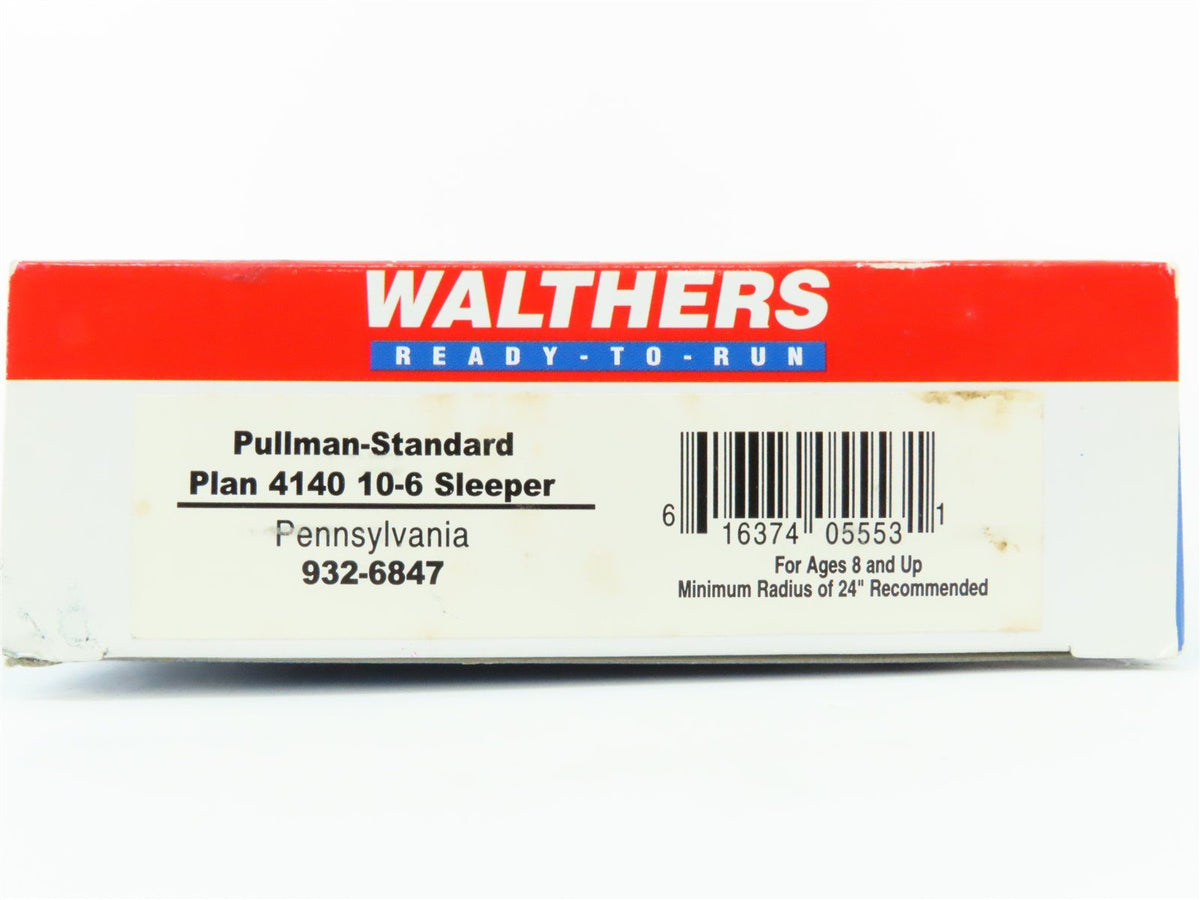 WALTHERS
READY-TO-RUN
Pullman-Standard
Plan 4140 10-6 Sleeper
Pennsylvania
932-6847
6 16374 05553 1
For Ages 8 and Up
Minimum Radius of 24" Recommended